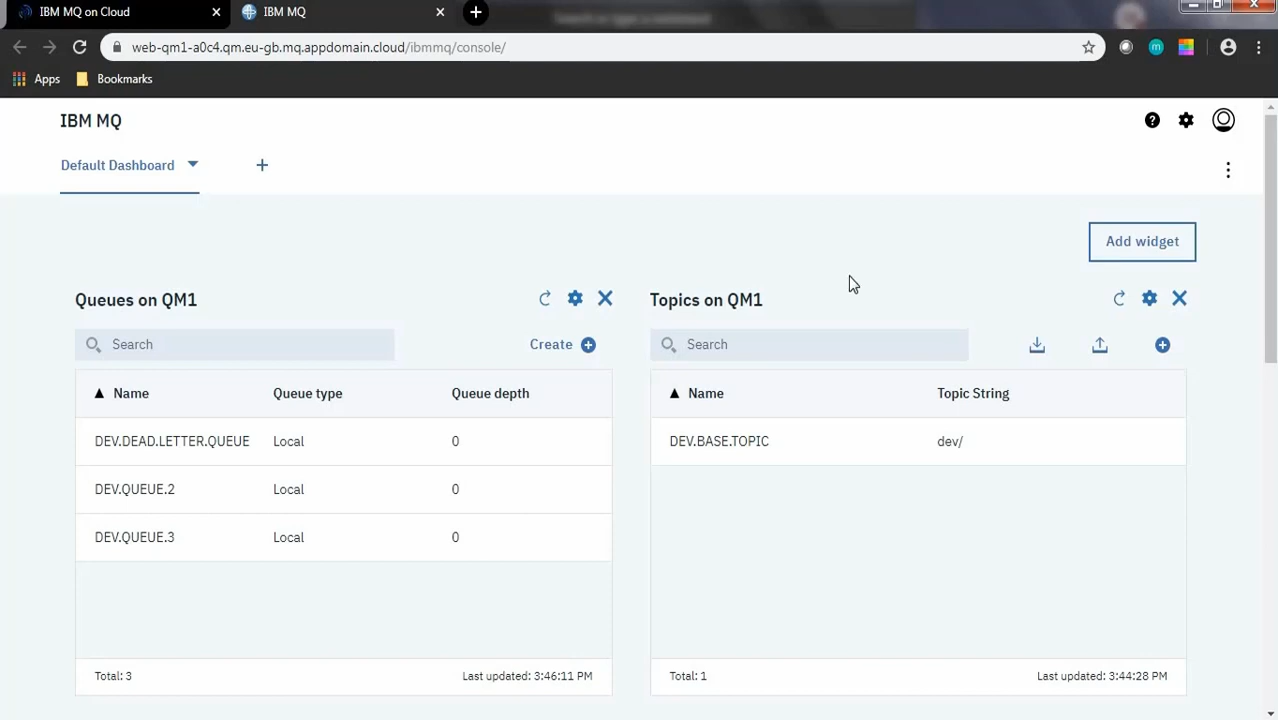 IBM MQ on Cloud
IBM MQ
web-qm1-a0c4.qm.eu-gb.mq.appdomain.cloud/ibmmq/console/
Apps
Bookmarks
IBM MQ
Default Dashboard
Add widget
Queues on QM1
Search
Create
Name Queue type Queue depth
DEV.DEAD.LETTER.QUEUE Local 0
DEV.QUEUE.2 Local 0
DEV.QUEUE.3 Local 0
Total: 3 Last updated: 3:46:11 PM
Topics on QM1
Search
Name Topic String
DEV.BASE.TOPIC dev/
Total: 1 Last updated: 3:44:28 PM